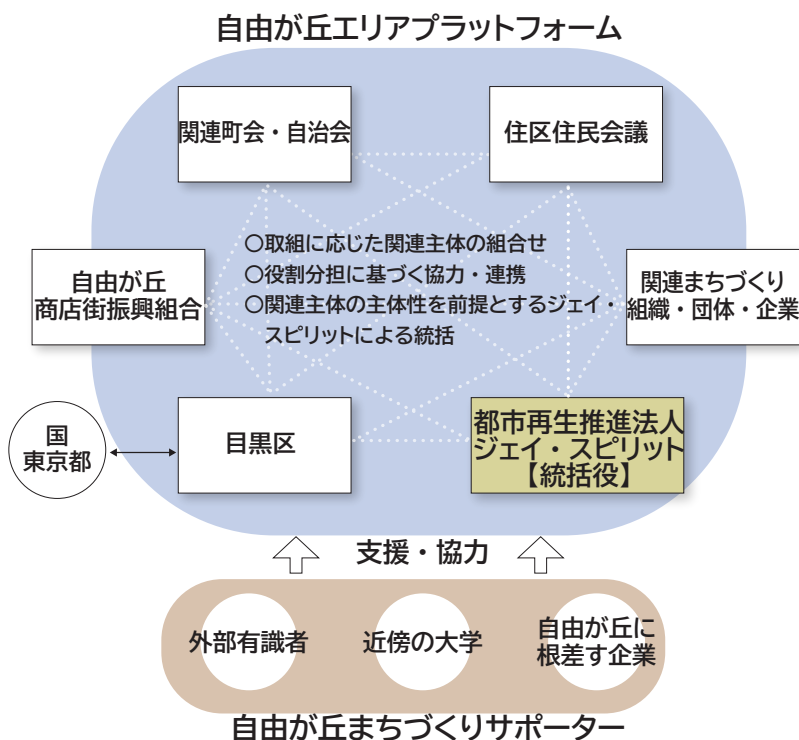 自由が丘エリアプラットフォーム
関連町会・自治会
住区住民会議
〇取組に応じた関連主体の組合せ
〇役割分担に基づく協力・連携
〇関連主体の主体性を前提とするジェイ・
スピリットによる統括
自由が丘
商店街振興組合
関連まちづくり
組織・団体・企業
国
東京都
目黒区
都市再生推進法人
ジェイ・スピリット
【統括役】
支援・協力
外部有識者
近傍の大学
自由が丘に
根差す企業
自由が丘まちづくりサポーター